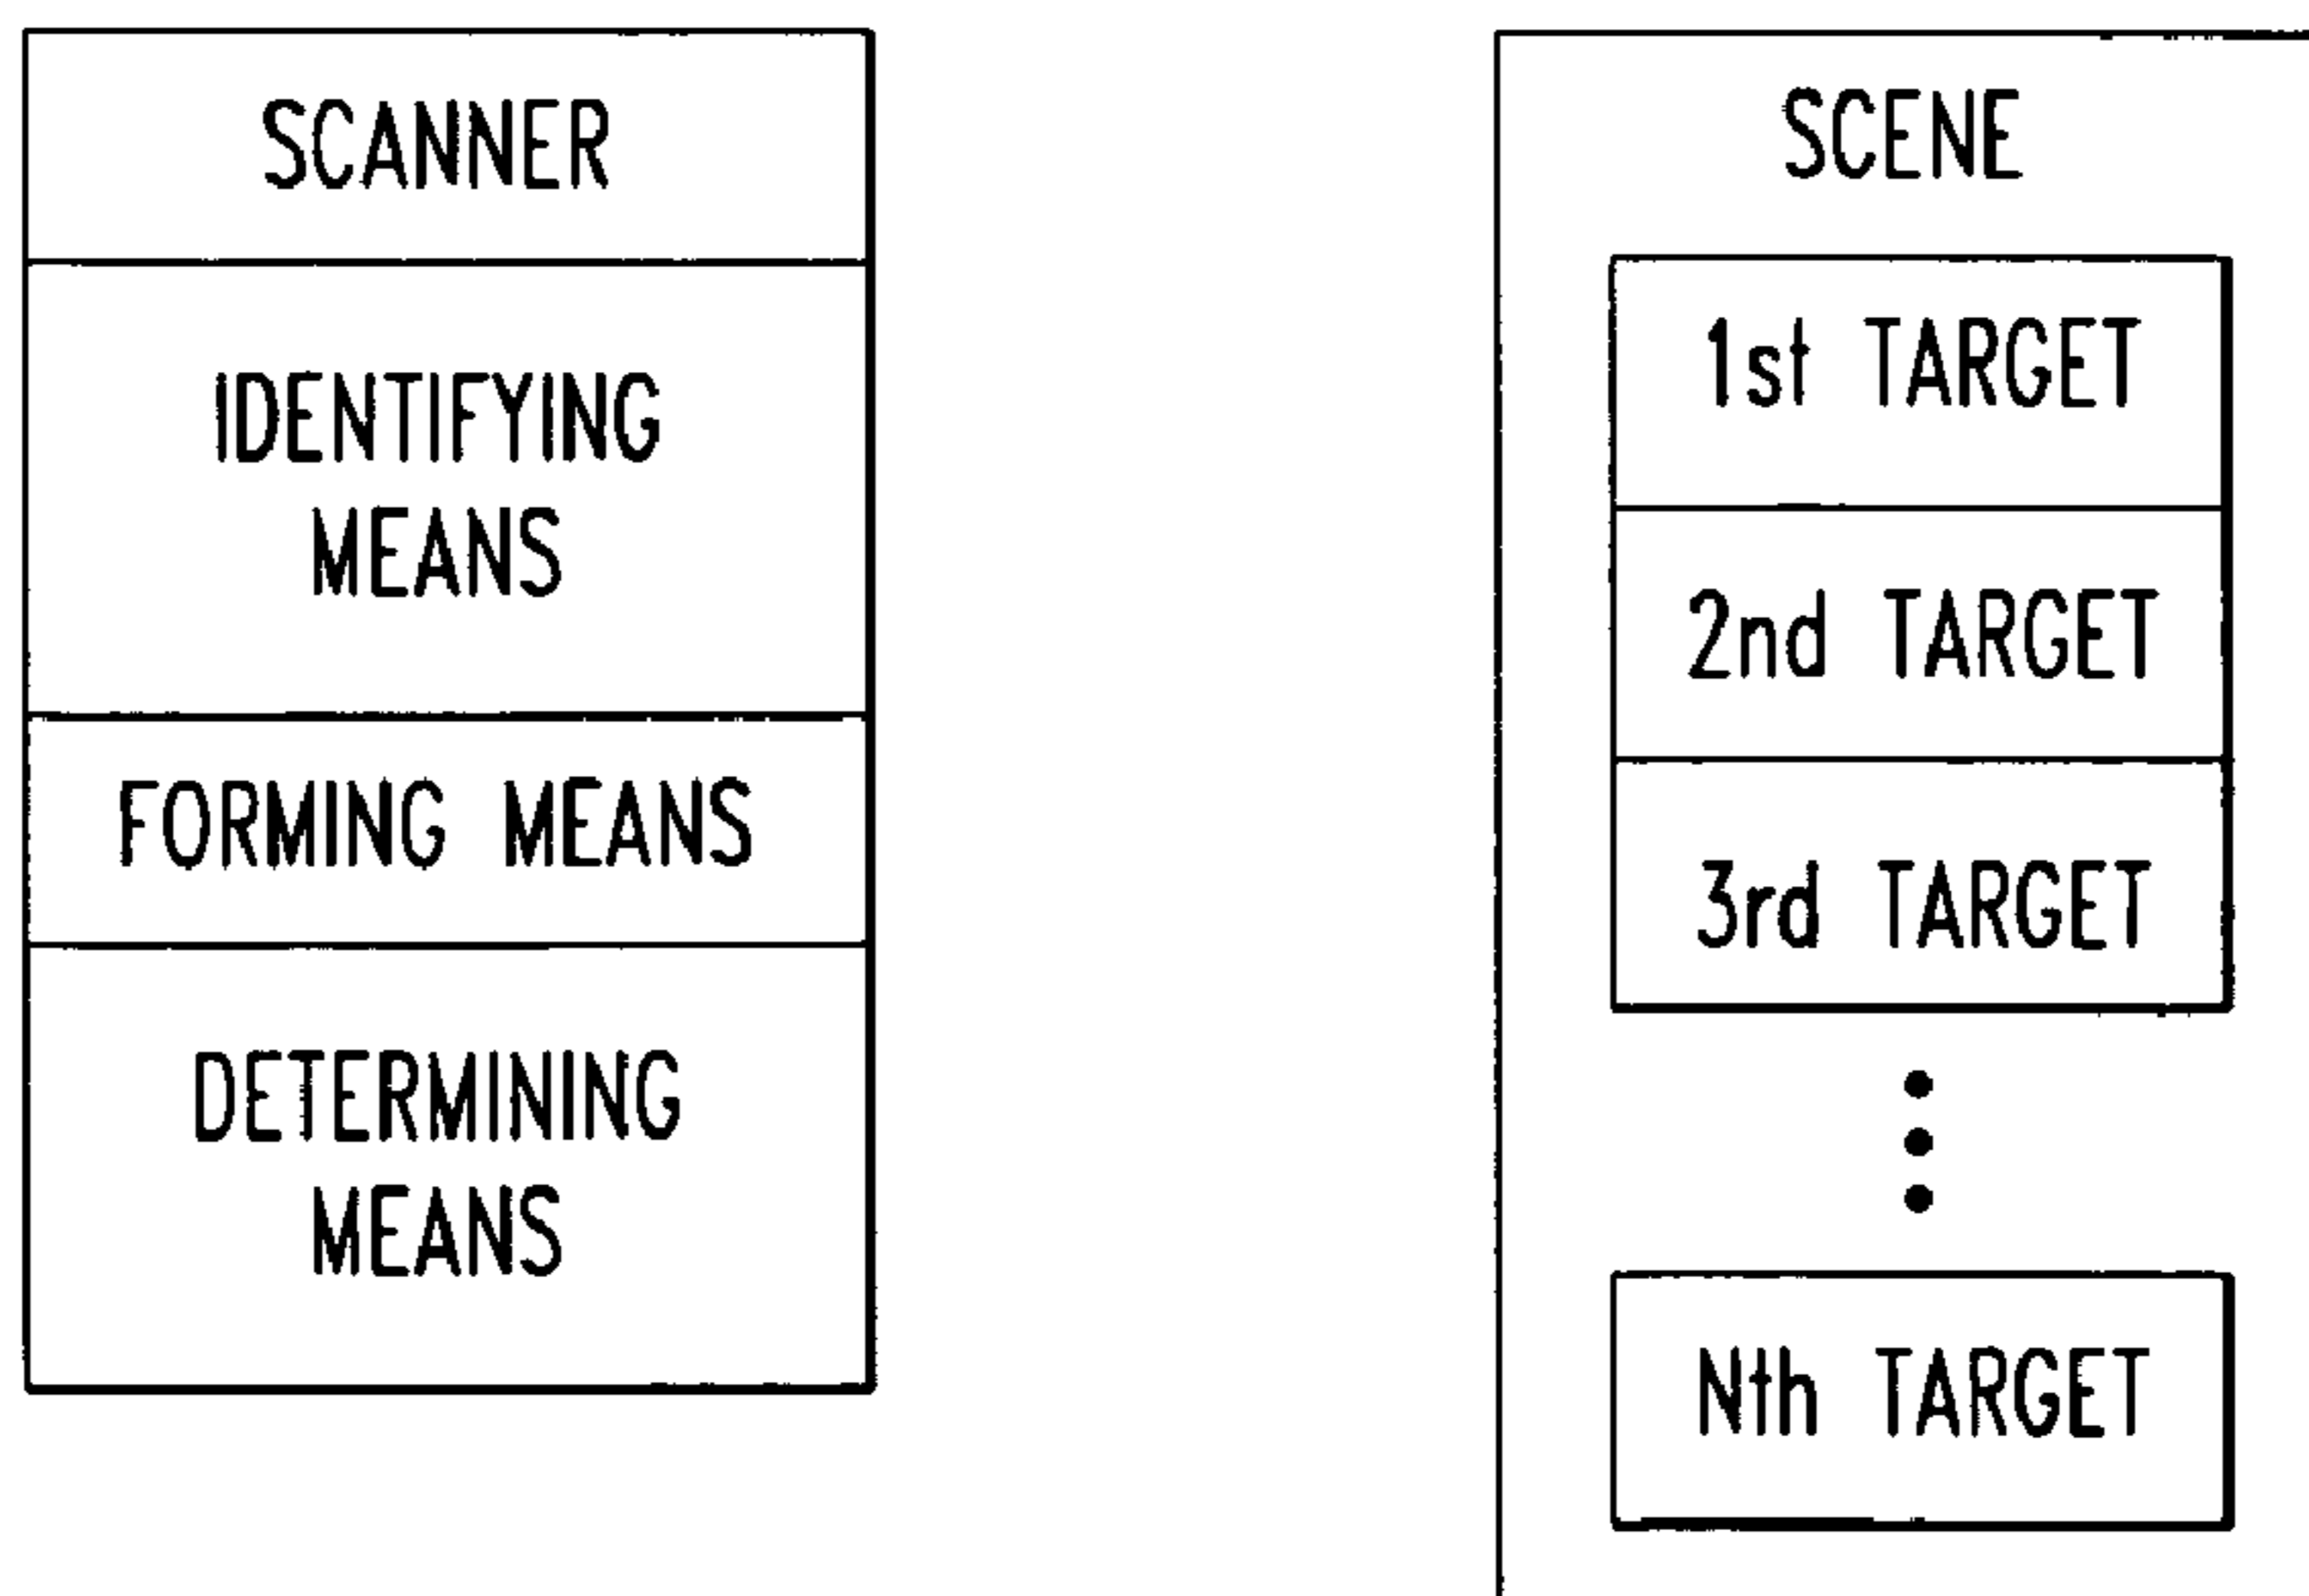 SCANNER
IDENTIFYING
MEANS
FORMING MEANS
DETERMINING
MEANS
SCENE
1st TARGET
2nd TARGET
3rd TARGET
Nth TARGET